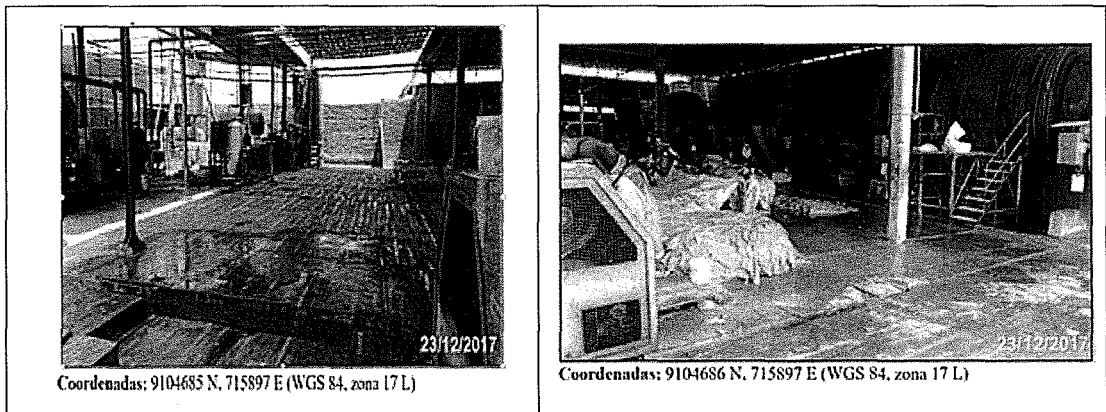 23/12/2017
Coordenadas: 9104685 N, 715897 E (WGS 84, zona 17 L)
23/12/2017
Coordenadas: 9104686 N, 715897 E (WGS 84, zona 17 L)